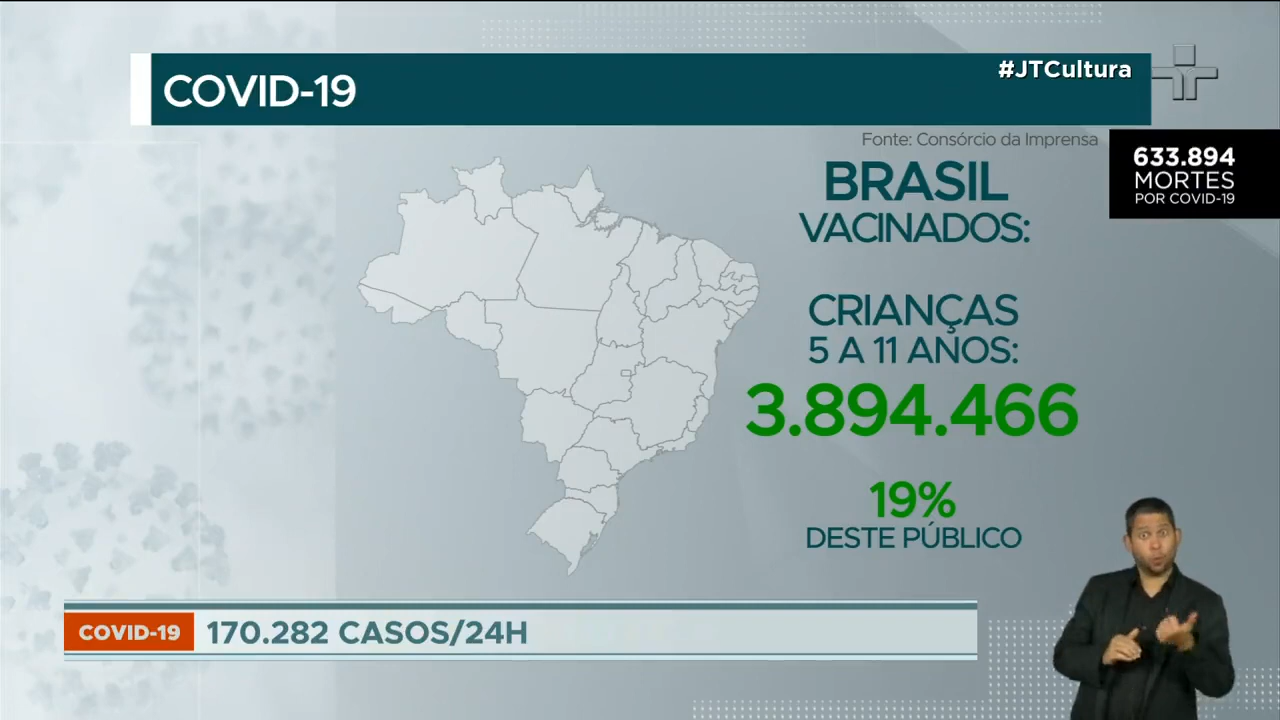 #JTCultura
COVID-19
Fonte: Consórcio da Imprensa
633.894
MORTES
POR COVID-19
BRASIL
VACINADOS:
CRIANÇAS
5 A 11 ANOS:
3.894.466
19%
DESTE PÚBLICO
COVID-19 170.282 CASOS/24H